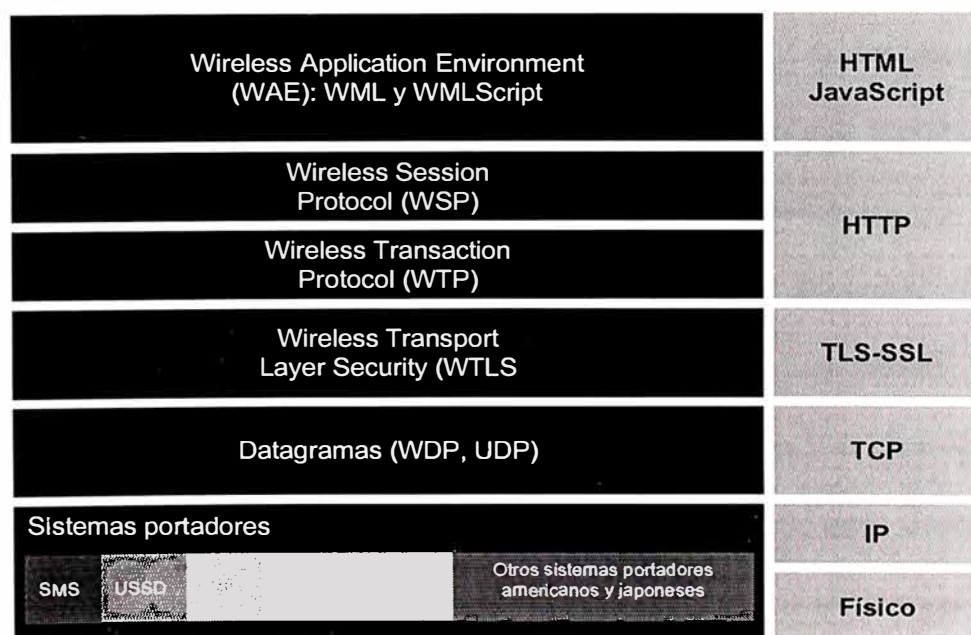 Wireless Application Environment
(WAE): WML y WMLScript
HTML
JavaScript
Wireless Session
Protocol (WSP)
HTTP
Wireless Transaction
Protocol (WTP)
Wireless Transport
Layer Security (WTLS
TLS-SSL
Datagramas (WDP, UDP)
TCP
Sistemas portadores
IP
SMS
USSD
Otros sistemas portadores
americanos y japoneses
Físico